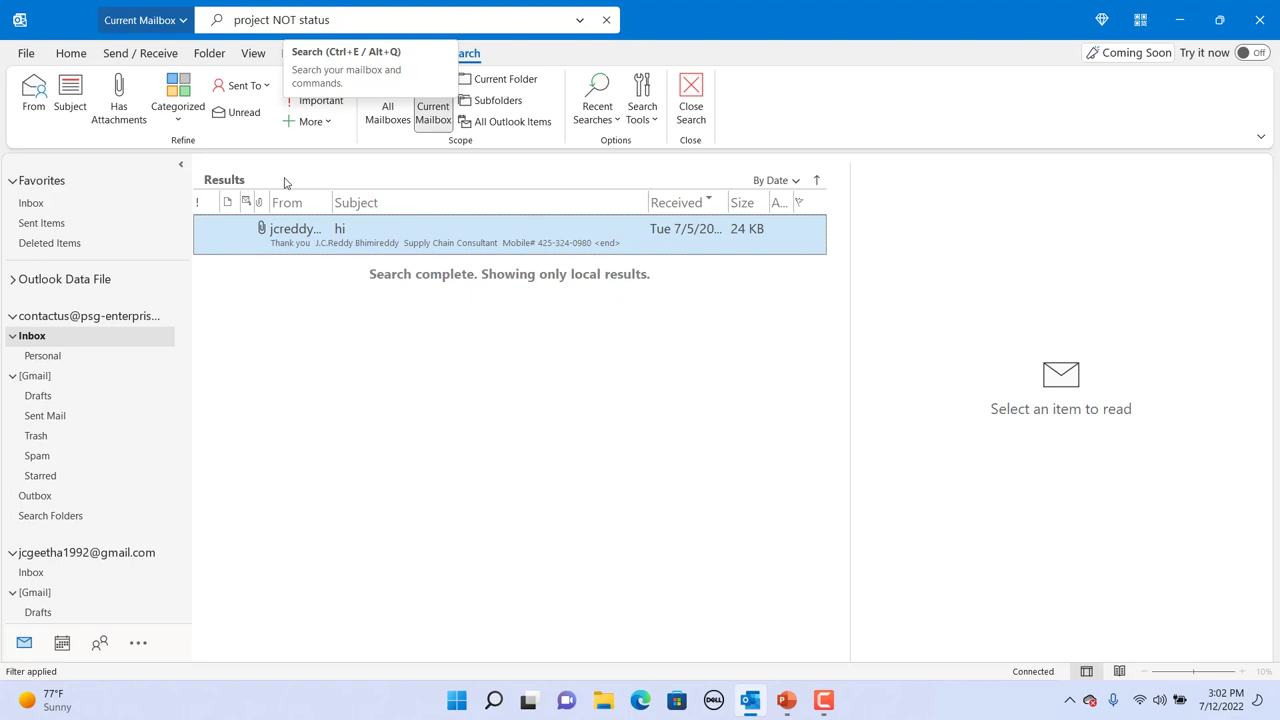 Current Mailbox
project NOT status
File
Home
Send / Receive
Folder
View
arch
Coming Soon
Try it now
Off
Search (Ctrl+E / Alt+Q)
Search your mailbox and
commands.
From
Subject
Has
Attachments
Categorized
Sent To
Unread
Important
More
Refine
All
Mailboxes
Current
Mailbox
Current Folder
Subfolders
All Outlook Items
Scope
Recent
Searches
Search
Tools
Options
Close
Search
Close
Favorites
Inbox
Sent Items
Deleted Items
Outlook Data File
contactus@psg-enterpris...
Inbox
Personal
[Gmail]
Drafts
Sent Mail
Trash
Spam
Starred
Outbox
Search Folders
jcgeetha1992@gmail.com
Inbox
[Gmail]
Drafts
Results
By Date
! From Subject Received Size A...
jcreddy... hi Tue 7/5/20... 24 KB
Thank you J.C.Reddy Bhimireddy Supply Chain Consultant Mobile# 425-324-0980 <end>
Search complete. Showing only local results.
Select an item to read
Filter applied
Connected
10%
77°F
Sunny
DELL
3:02 PM
7/12/2022